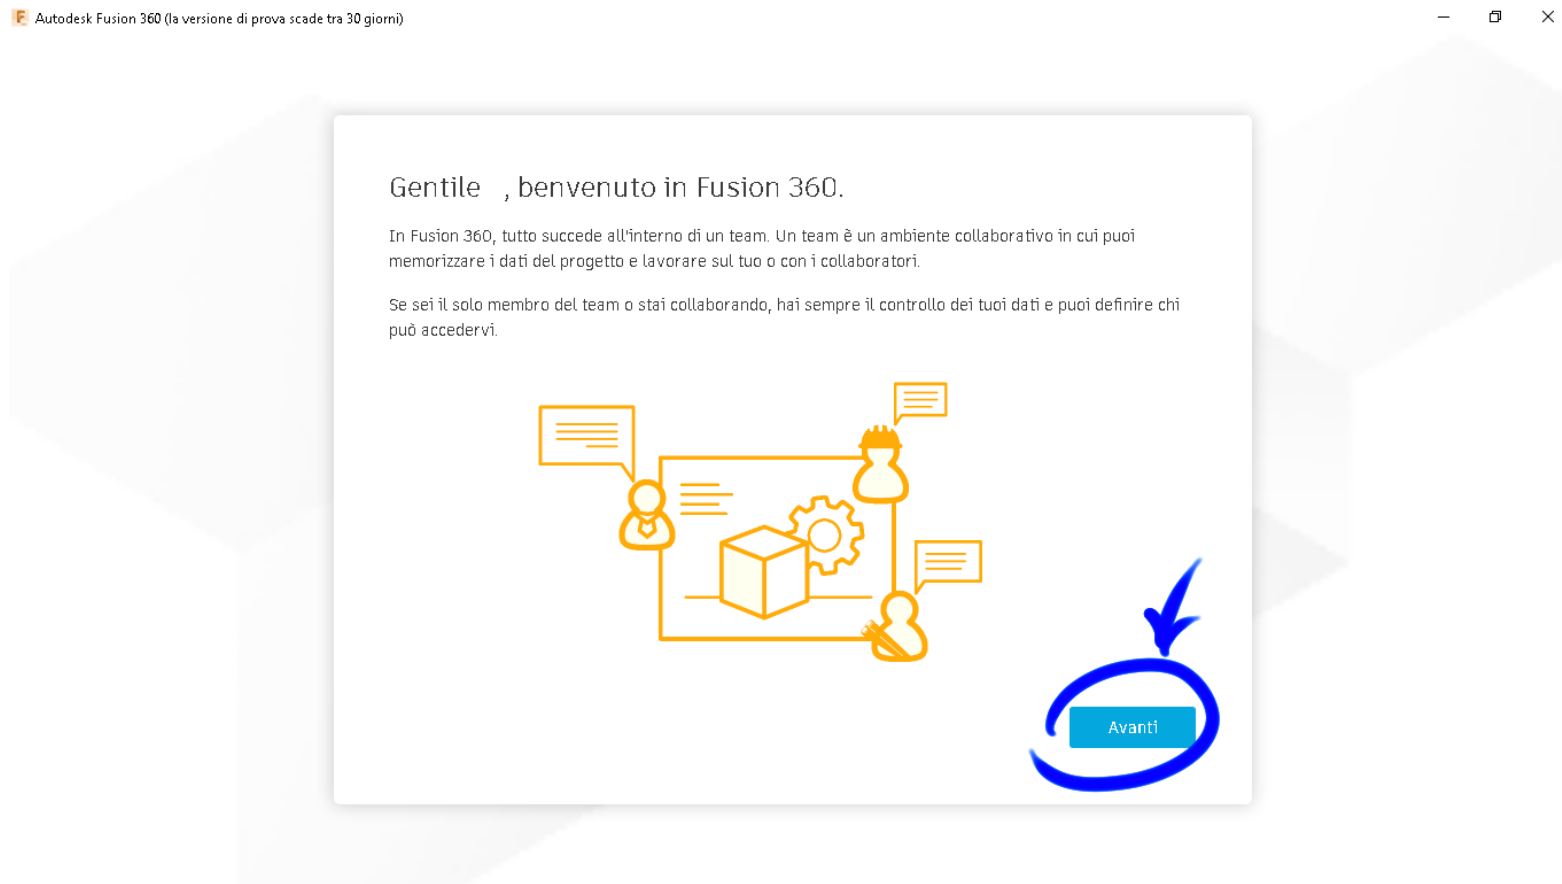 Autodesk Fusion 360 (la versione di prova scade tra 30 giorni)
Gentile , benvenuto in Fusion 360.
In Fusion 360, tutto succede all'interno di un team. Un team è un ambiente collaborativo in cui puoi
memorizzare i dati del progetto e lavorare sul tuo o con i collaboratori.
Se sei il solo membro del team o stai collaborando, hai sempre il controllo dei tuoi dati e puoi definire chi
può accedervi.
Avanti